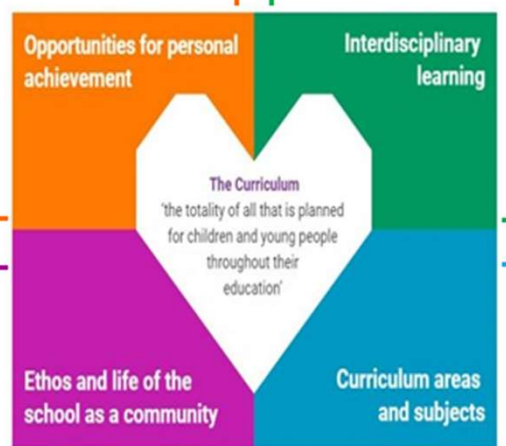 Opportunities for personal
achievement
Interdisciplinary
learning
The Curriculum
'the totality of all that is planned
for children and young people
throughout their
education'
Ethos and life of the
school as a community
Curriculum areas
and subjects